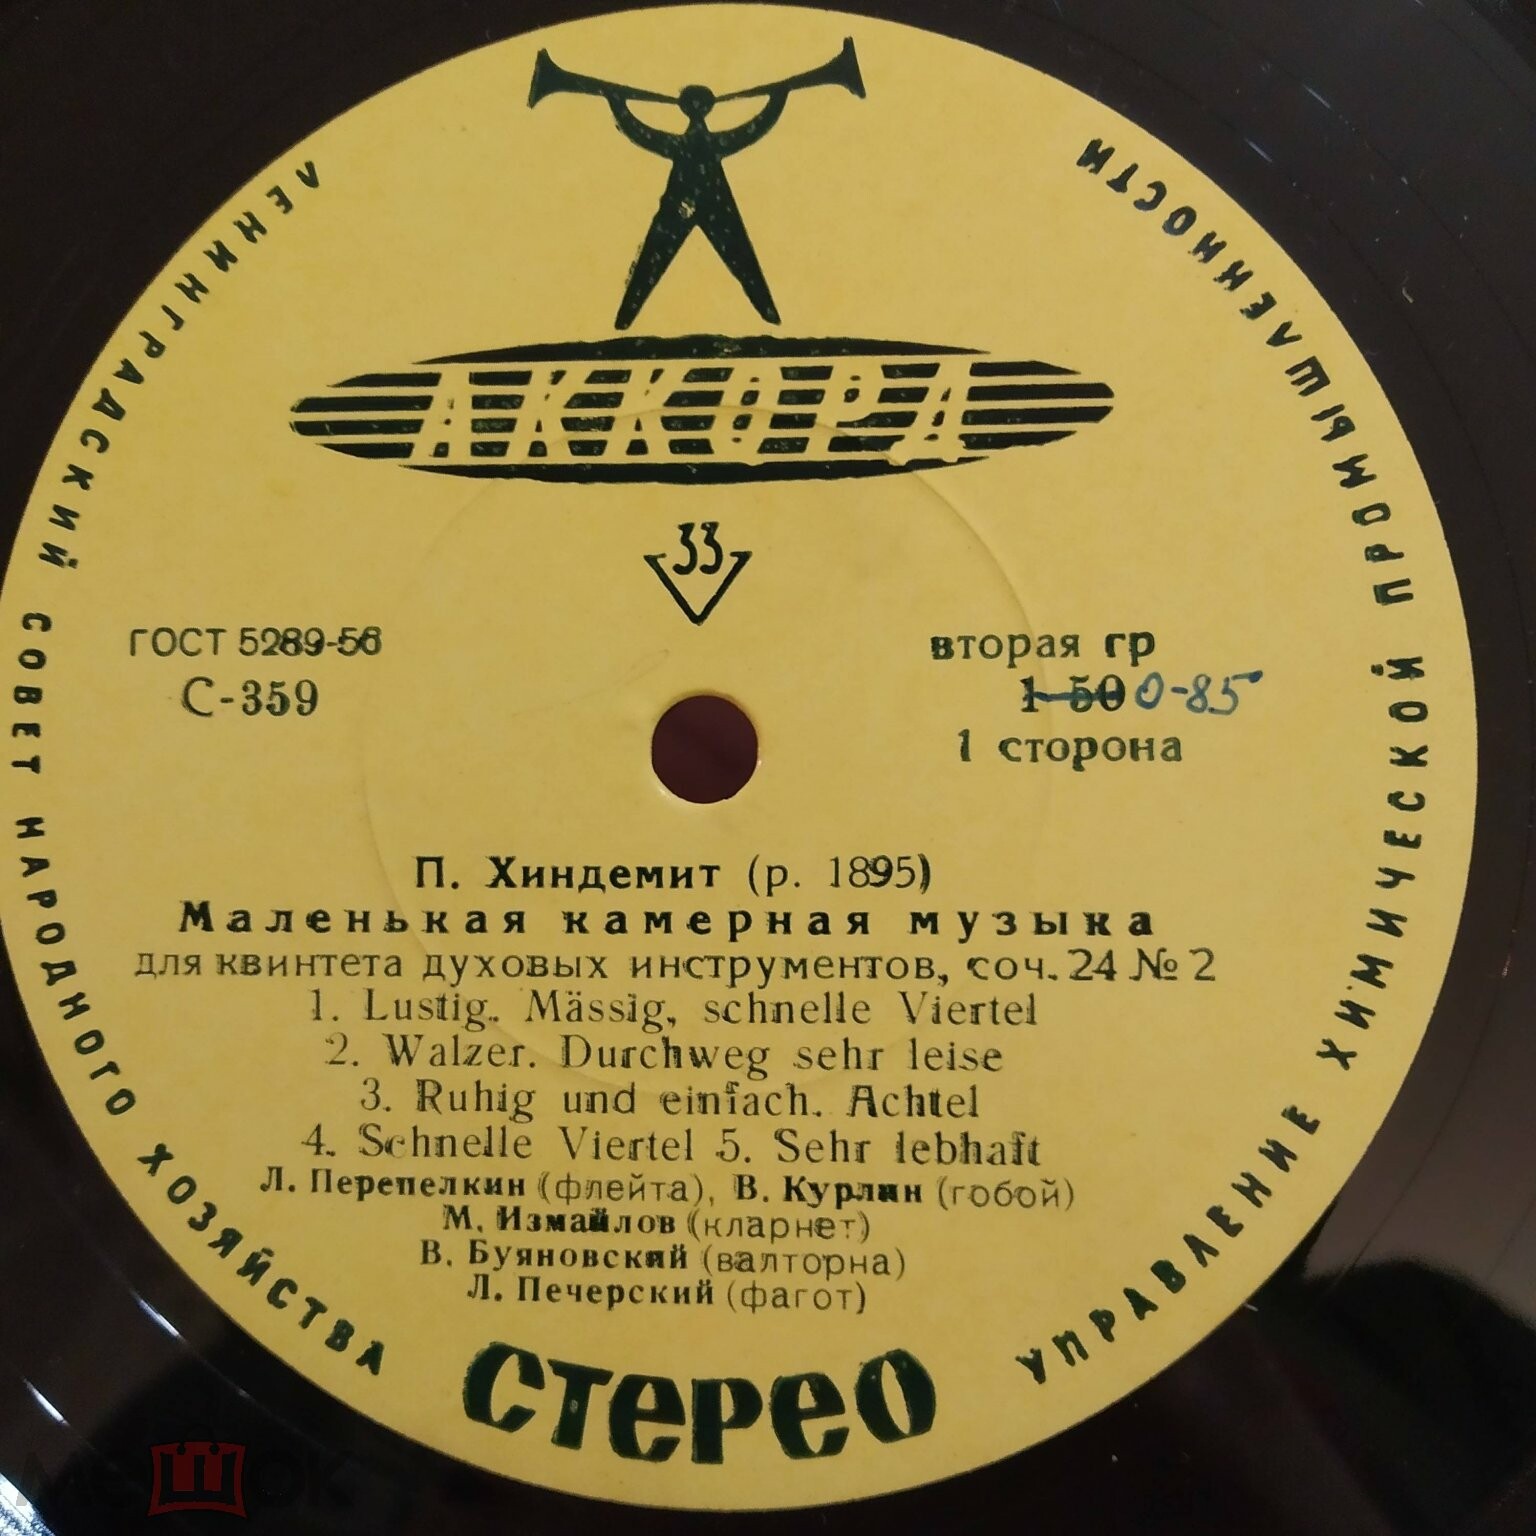 ЛЕНИНГРАДСКИЙ СОВЕТ НАРОДНОГО ХОЗЯЙСТВА
УПРАВЛЕНИЕ ХИМИЧЕСКОЙ ПРОМЫШЛЕННОСТИ
АККОРД
33
ГОСТ 5289-56
С-359
вторая гр
1-50 0-85
1 сторона
П. Хиндемит (р. 1895)
Маленькая камерная музыка
для квинтета духовых инструментов, соч. 24 № 2
1. Lustig. Mässig, schnelle Viertel
2. Walzer. Durchweg sehr leise
3. Ruhig und einfach. Achtel
4. Schnelle Viertel 5. Sehr lebhaft
Л. Перепелкин (флейта), В. Курлин (гобой)
М. Измайлов (кларнет)
В. Буяновский (валторна)
Л. Печерский (фагот)
СТЕРЕО
мешок